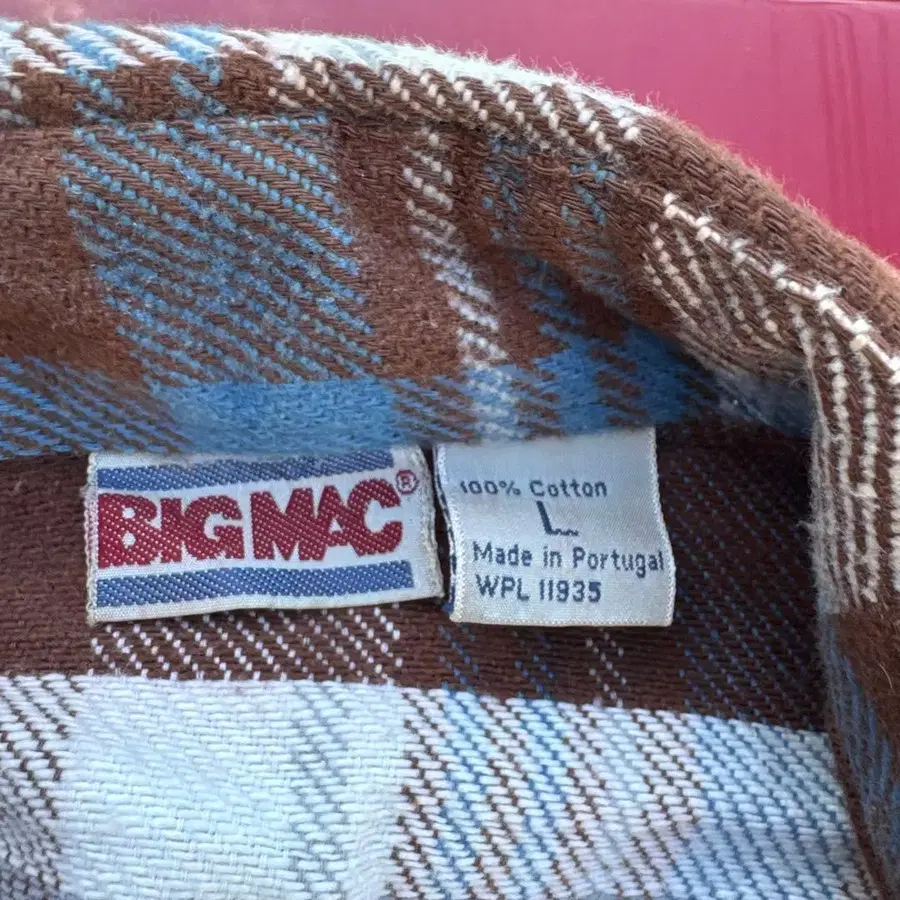 BIG MAC®
100% Cotton
L
Made in Portugal
WPL 11935